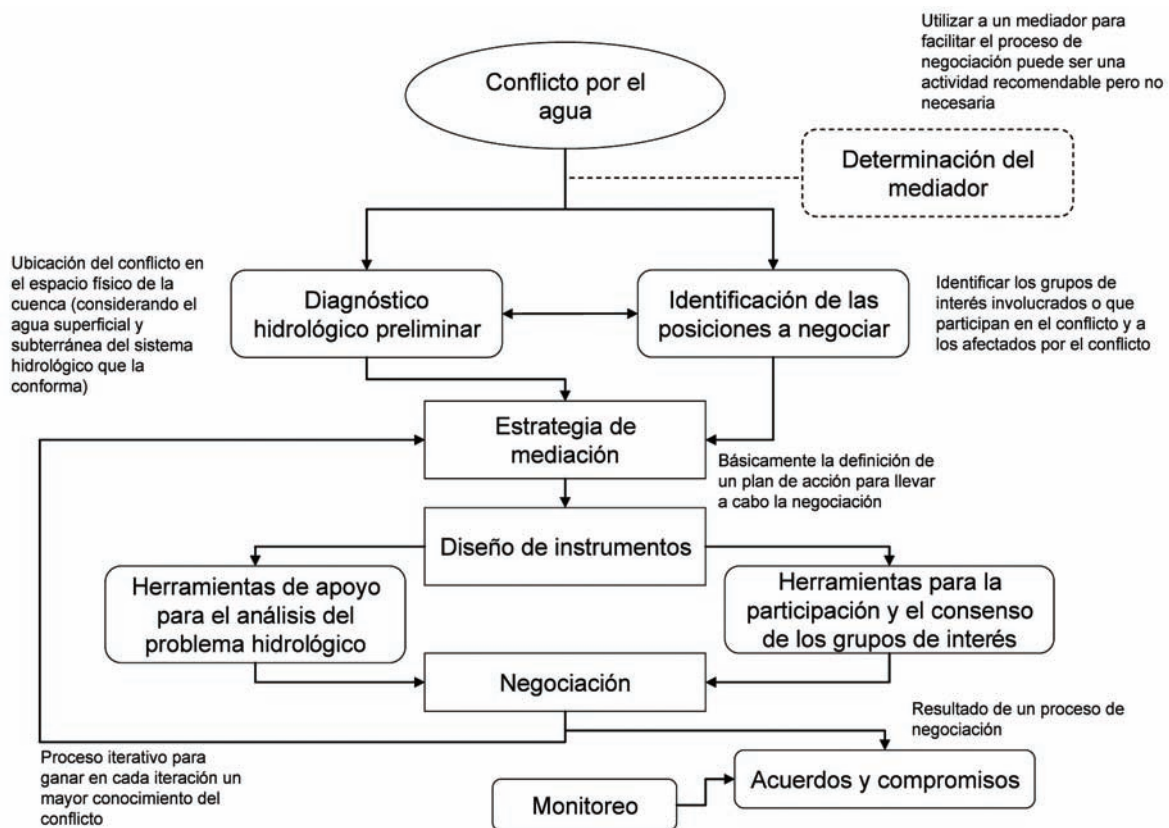 Utilizar a un mediador para
facilitar el proceso de
negociación puede ser una
actividad recomendable pero no
necesaria
Conflicto por el
agua
Determinación del
mediador
Ubicación del conflicto en
el espacio físico de la
cuenca (considerando el
agua superficial y
subterránea del sistema
hidrológico que la
conforma)
Diagnóstico
hidrológico preliminar
Identificación de las
posiciones a negociar
Identificar los grupos de
interés involucrados o que
participan en el conflicto y a
los afectados por el conflicto
Estrategia de
mediación
Básicamente la definición de
un plan de acción para llevar
a cabo la negociación
Diseño de instrumentos
Herramientas de apoyo
para el análisis del
problema hidrológico
Herramientas para la
participación y el consenso
de los grupos de interés
Negociación
Resultado de un proceso de
negociación
Proceso iterativo para
ganar en cada iteración un
mayor conocimiento del
conflicto
Acuerdos y compromisos
Monitoreo